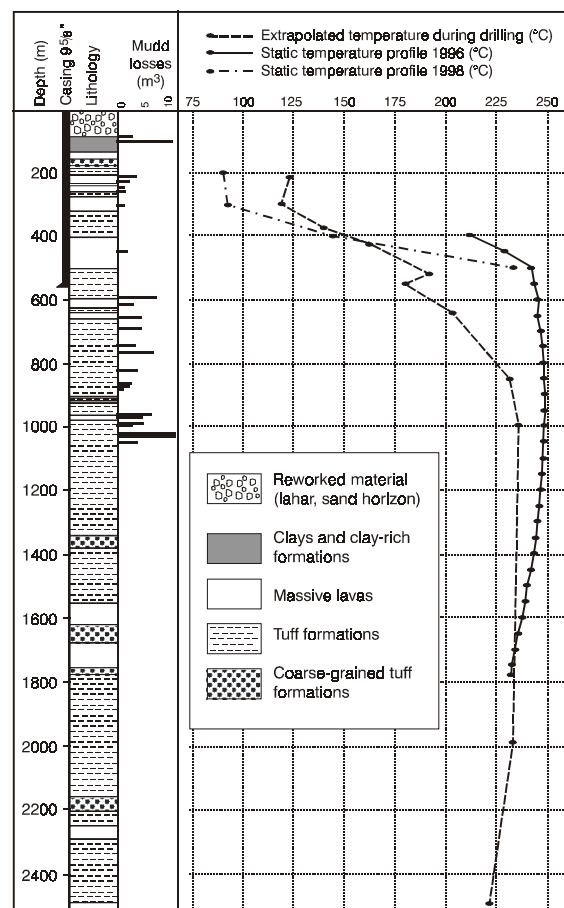 Depth (m)
Casing 9⁵/₈"
Lithology
Mudd
losses
(m³)
0 5 10
Extrapolated temperature during drilling (°C)
Static temperature profile 1996 (°C)
Static temperature profile 1998 (°C)
75 100 125 150 175 200 225 250
200
400
600
800
1000
1200
1400
1600
1800
2000
2200
2400
Reworked material
(lahar, sand horizon)
Clays and clay-rich
formations
Massive lavas
Tuff formations
Coarse-grained tuff
formations